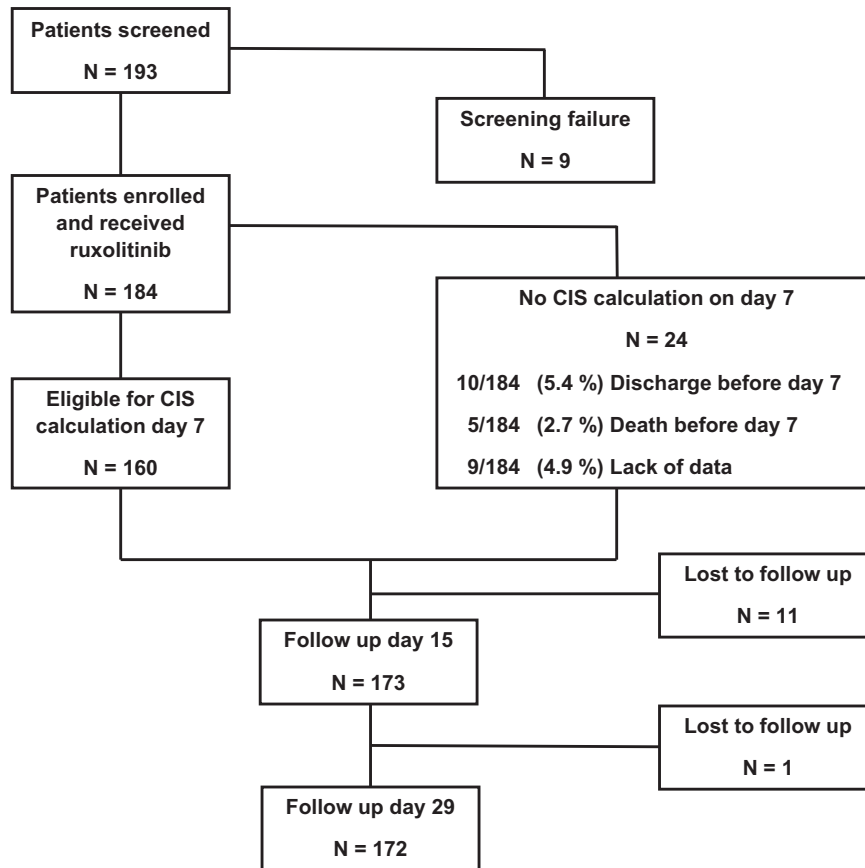 Patients screened
N = 193
Screening failure
N = 9
Patients enrolled
and received
ruxolitinib
N = 184
No CIS calculation on day 7
N = 24
10/184 (5.4 %) Discharge before day 7
5/184 (2.7 %) Death before day 7
9/184 (4.9 %) Lack of data
Eligible for CIS
calculation day 7
N = 160
Lost to follow up
N = 11
Follow up day 15
N = 173
Lost to follow up
N = 1
Follow up day 29
N = 172